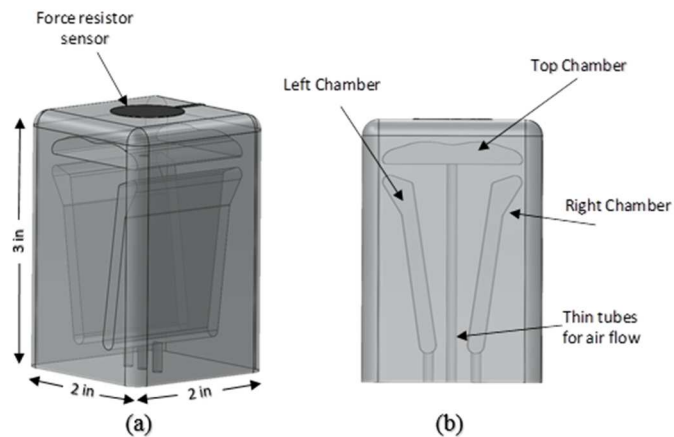 Force resistor
sensor
3 in
2 in
2 in
(a)
Left Chamber
Top Chamber
Right Chamber
Thin tubes
for air flow
(b)